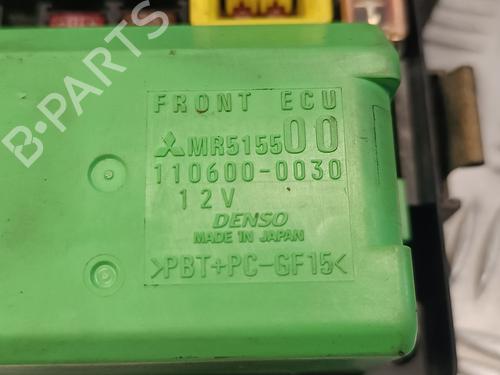 FRONT ECU
MR515500
110600-0030
12V
DENSO
MADE IN JAPAN
>PBT+PC-GF15<
B-PARTS